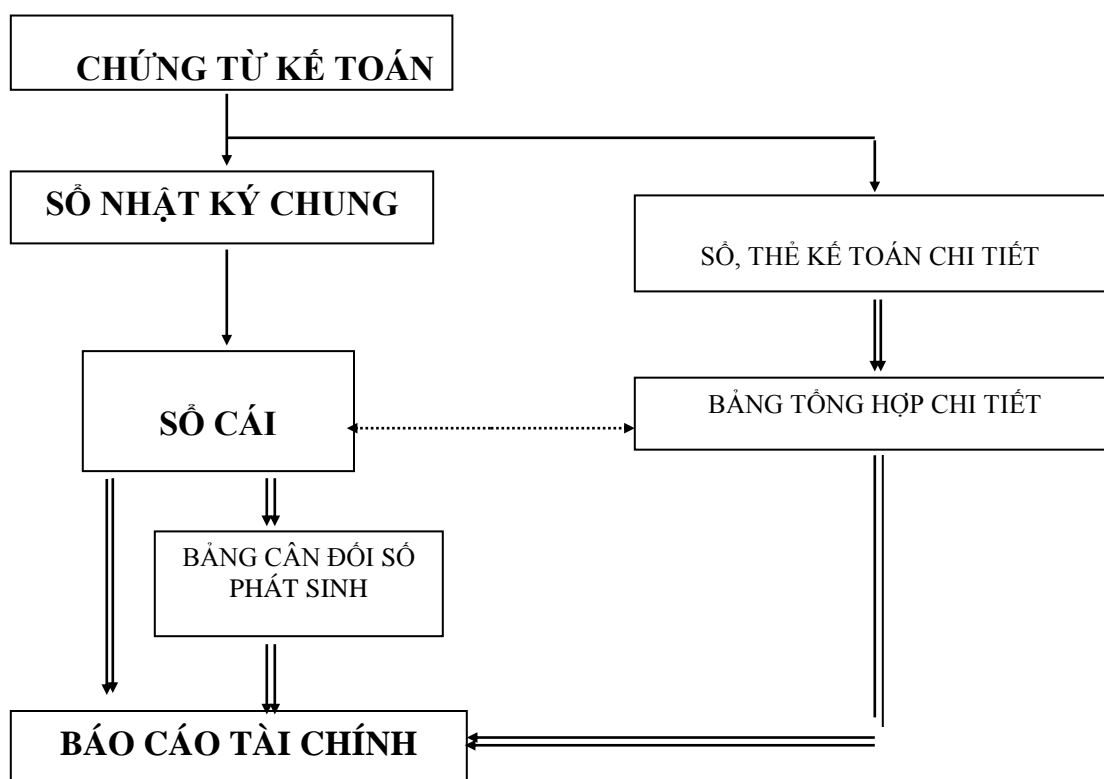 CHỨNG TỪ KẾ TOÁN
SỔ NHẬT KÝ CHUNG
SỔ, THẺ KẾ TOÁN CHI TIẾT
SỔ CÁI
BẢNG TỔNG HỢP CHI TIẾT
BẢNG CÂN ĐỐI SỐ
PHÁT SINH
BÁO CÁO TÀI CHÍNH